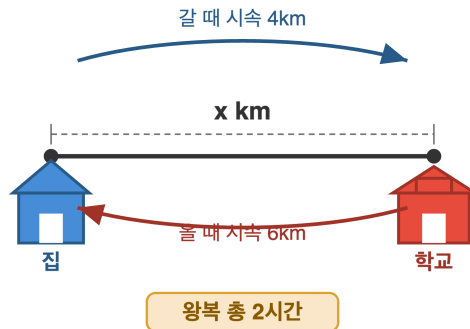 갈 때 시속 4km
x km
올 때 시속 6km
집
학교
왕복 총 2시간